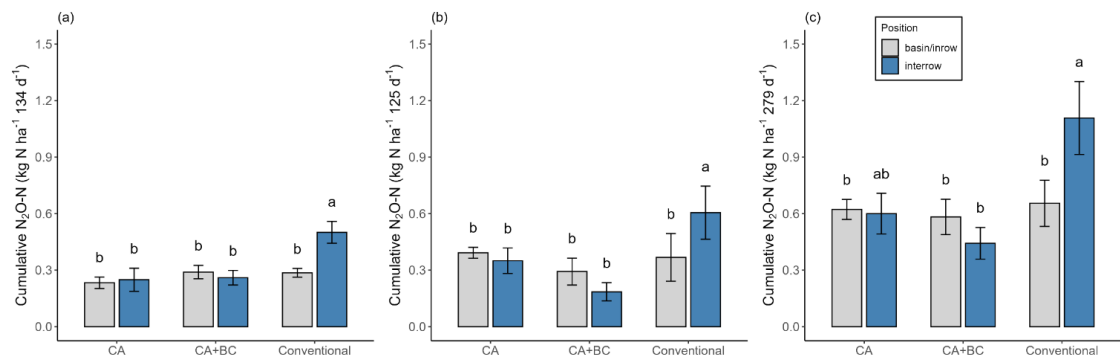 (a)
Cumulative N₂O-N (kg N ha⁻¹ 134 d⁻¹)
1.5
1.2
0.9
0.6
0.3
0.0
b
b
b
b
b
a
CA
CA+BC
Conventional
(b)
Cumulative N₂O-N (kg N ha⁻¹ 125 d⁻¹)
1.5
1.2
0.9
0.6
0.3
0.0
b
b
b
b
b
a
CA
CA+BC
Conventional
(c)
Cumulative N₂O-N (kg N ha⁻¹ 279 d⁻¹)
1.5
1.2
0.9
0.6
0.3
0.0
Position
basin/inrow
interrow
b
ab
b
b
b
a
CA
CA+BC
Conventional